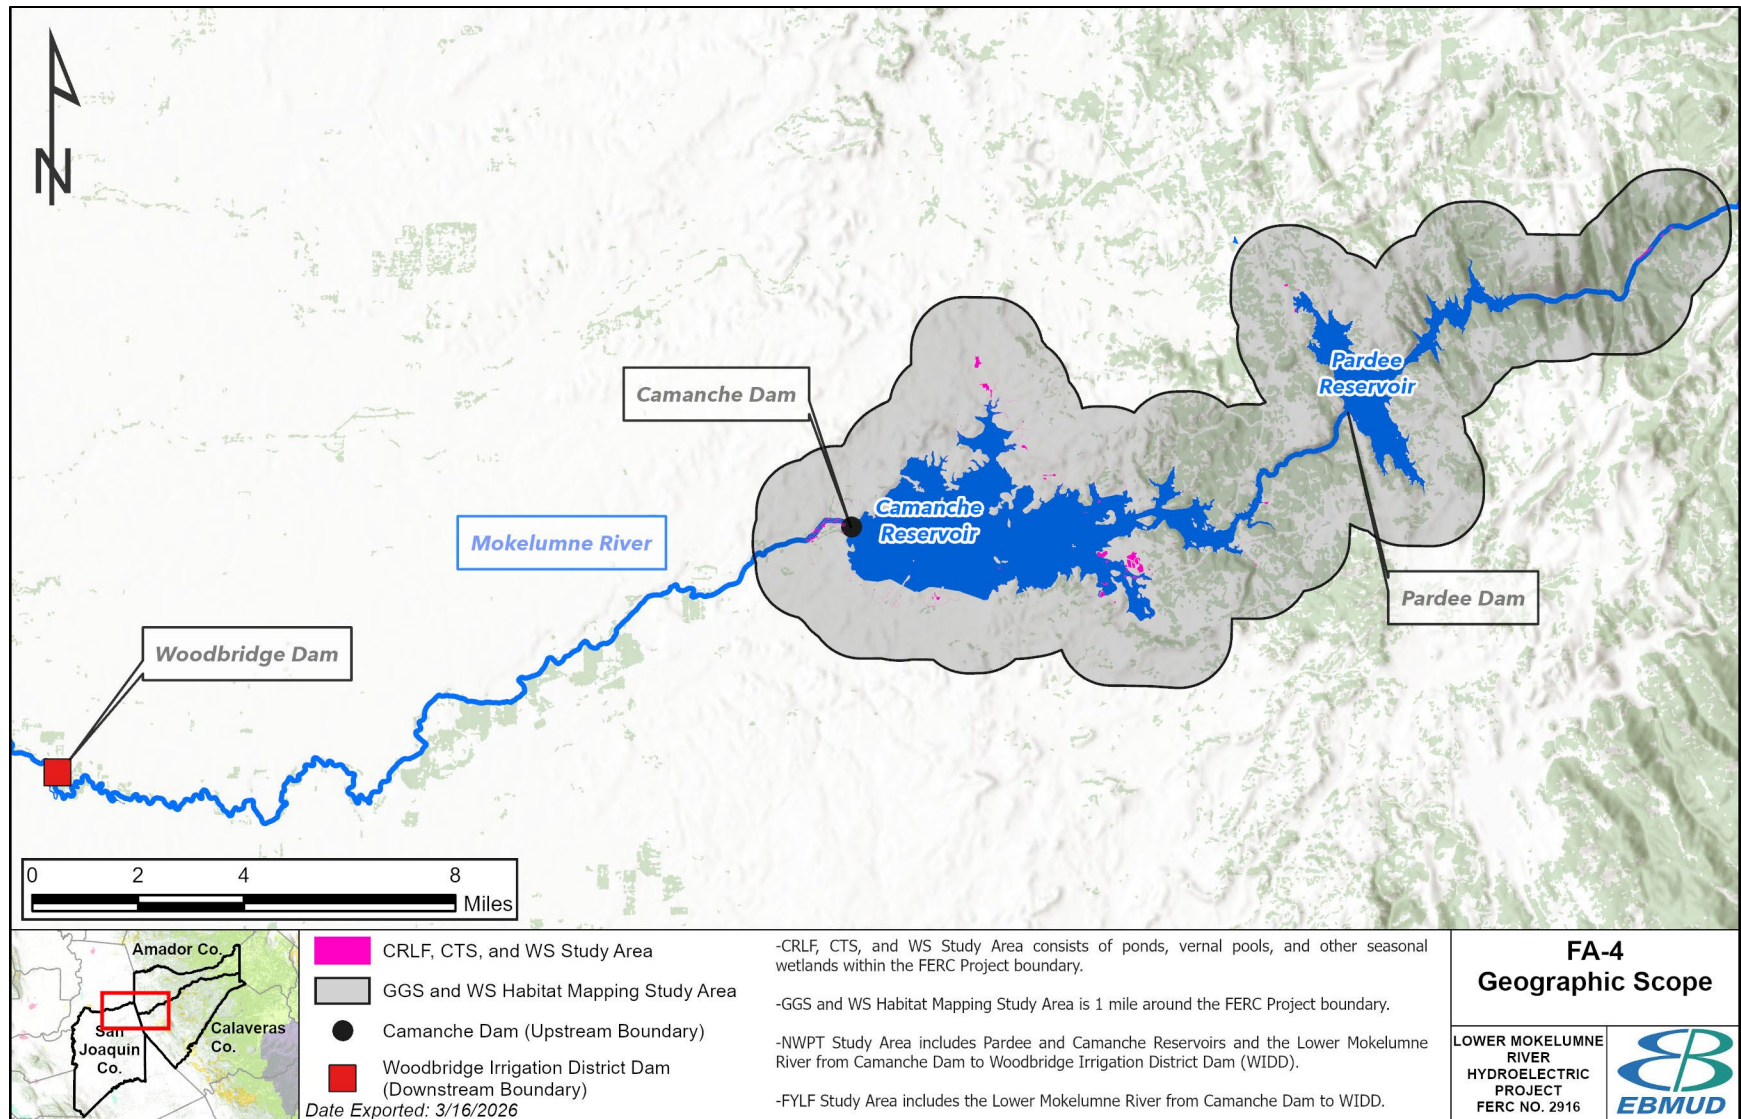 N
Camanche Dam
Pardee
Reservoir
Camanche
Reservoir
Mokelumne River
Pardee Dam
Woodbridge Dam
0 2 4 8
Miles
Amador Co.
San
Joaquin
Co.
Calaveras
Co.
CRLF, CTS, and WS Study Area
GGS and WS Habitat Mapping Study Area
Camanche Dam (Upstream Boundary)
Woodbridge Irrigation District Dam
(Downstream Boundary)
Date Exported: 3/16/2026
-CRLF, CTS, and WS Study Area consists of ponds, vernal pools, and other seasonal
wetlands within the FERC Project boundary.
-GGS and WS Habitat Mapping Study Area is 1 mile around the FERC Project boundary.
-NWPT Study Area includes Pardee and Camanche Reservoirs and the Lower Mokelumne
River from Camanche Dam to Woodbridge Irrigation District Dam (WIDD).
-FYLF Study Area includes the Lower Mokelumne River from Camanche Dam to WIDD.
FA-4
Geographic Scope
LOWER MOKELUMNE
RIVER
HYDROELECTRIC
PROJECT
FERC NO. 2916
EBMUD